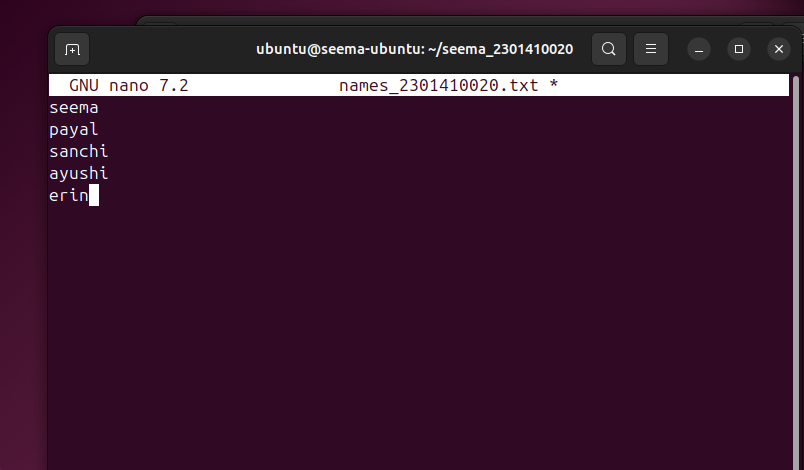 ubuntu@seema-ubuntu: ~/seema_2301410020
GNU nano 7.2 names_2301410020.txt *
seema
payal
sanchi
ayushi
erin